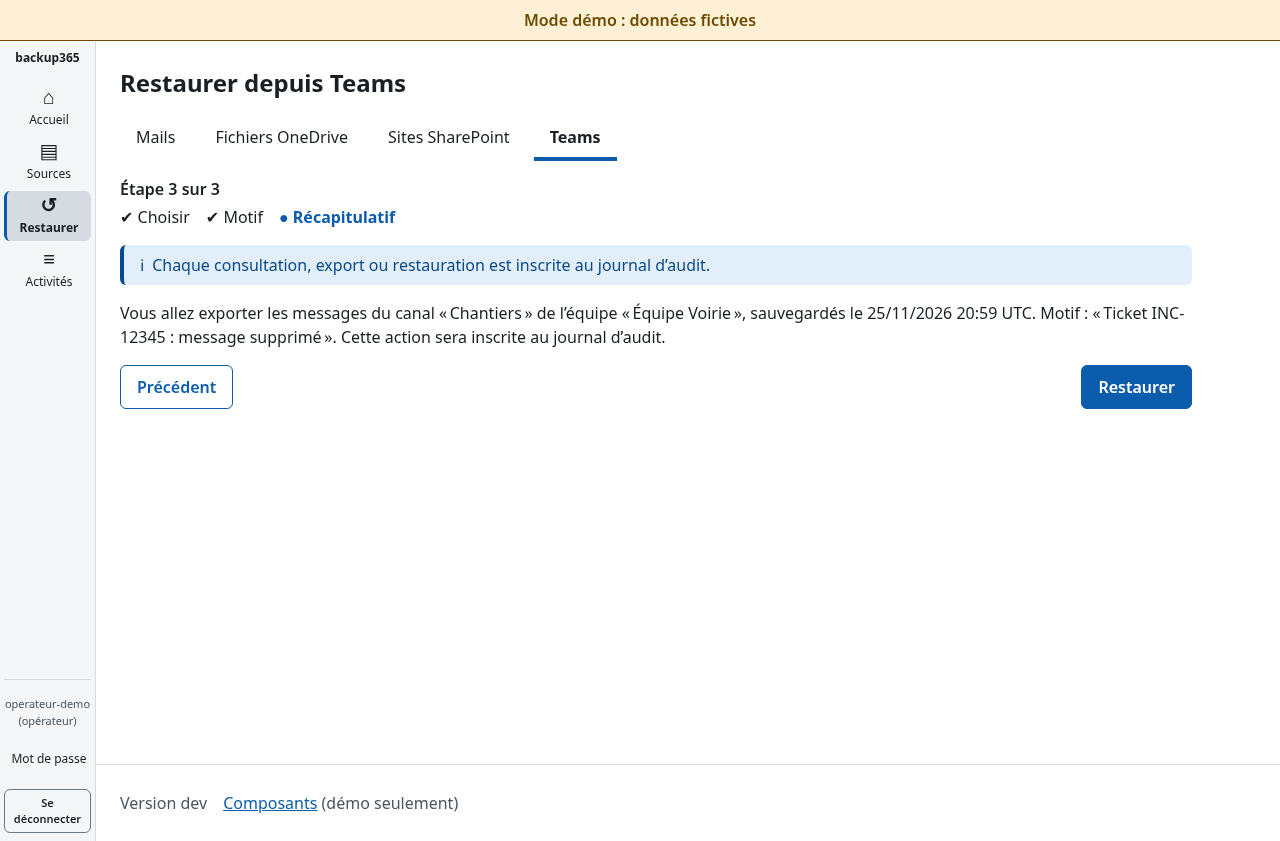 Mode démo : données fictives
backup365
Accueil
Sources
Restaurer
Activités
operateur-demo
(opérateur)
Mot de passe
Se
déconnecter
Restaurer depuis Teams
Mails Fichiers OneDrive Sites SharePoint Teams
Étape 3 sur 3
✔ Choisir ✔ Motif ● Récapitulatif
i Chaque consultation, export ou restauration est inscrite au journal d’audit.
Vous allez exporter les messages du canal « Chantiers » de l’équipe « Équipe Voirie », sauvegardés le 25/11/2026 20:59 UTC. Motif : « Ticket INC-
12345 : message supprimé ». Cette action sera inscrite au journal d’audit.
Précédent Restaurer
Version dev Composants (démo seulement)